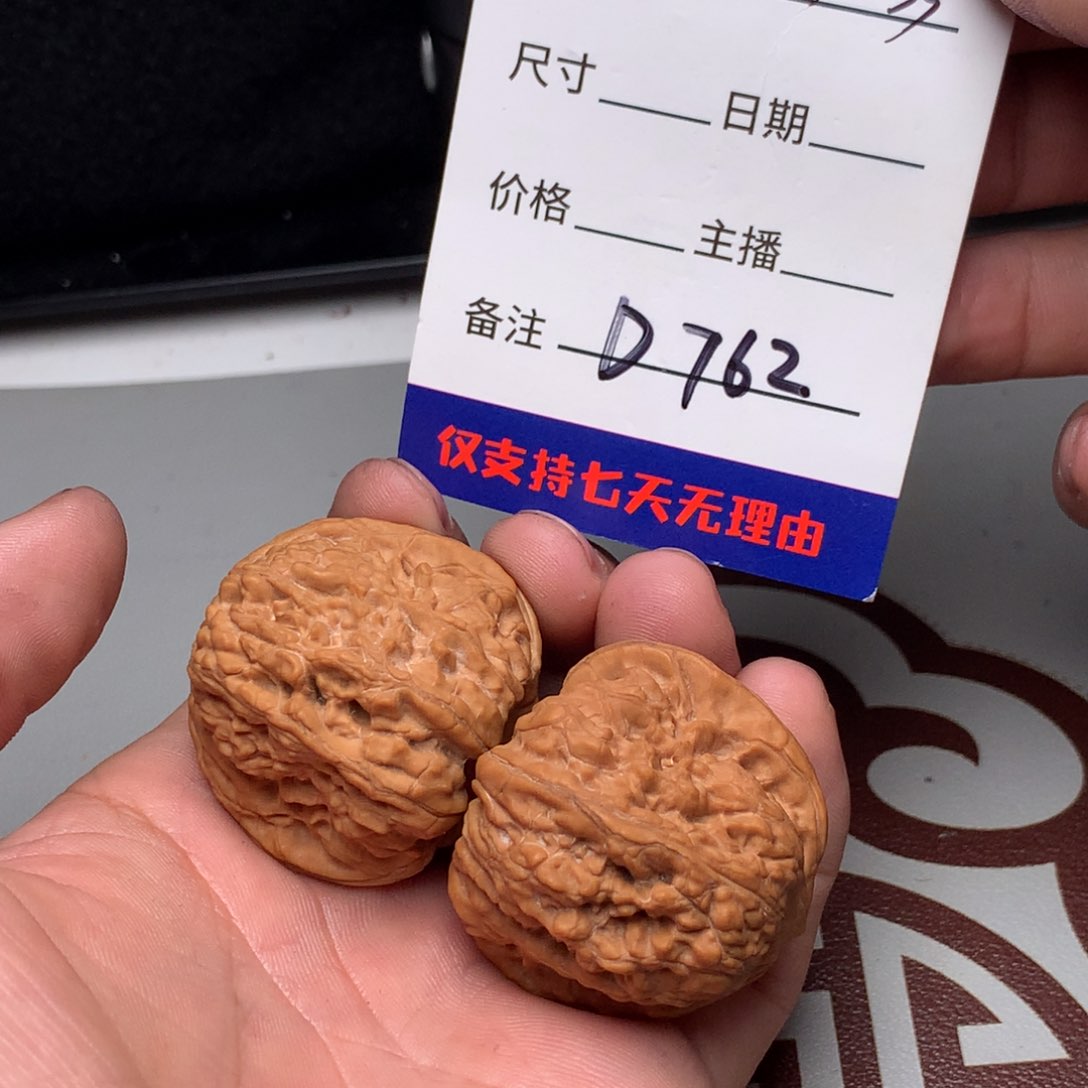 尺寸 日期
价格 主播
备注 D762
仅支持七天无理由